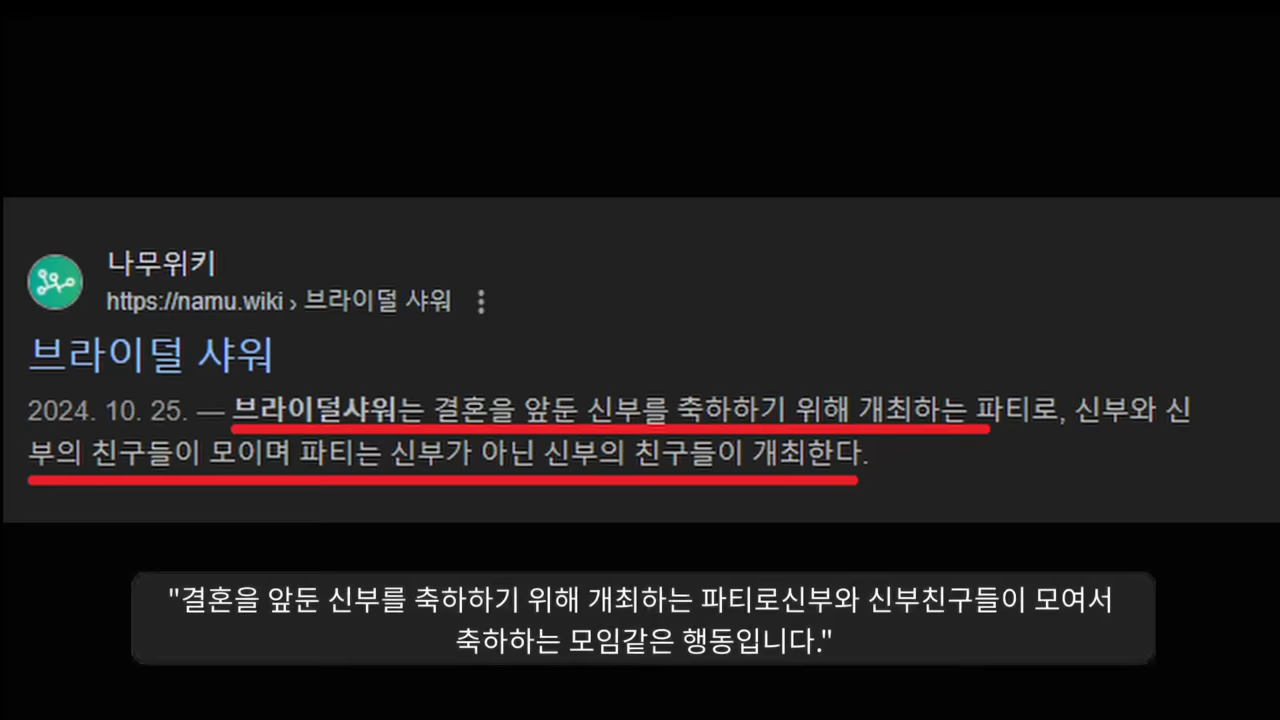 나무위키
https://namu.wiki › 브라이덜 샤워
브라이덜 샤워
2024. 10. 25. — 브라이덜샤워는 결혼을 앞둔 신부를 축하하기 위해 개최하는 파티로, 신부와 신
부의 친구들이 모이며 파티는 신부가 아닌 신부의 친구들이 개최한다.
"결혼을 앞둔 신부를 축하하기 위해 개최하는 파티로신부와 신부친구들이 모여서
축하하는 모임같은 행동입니다."